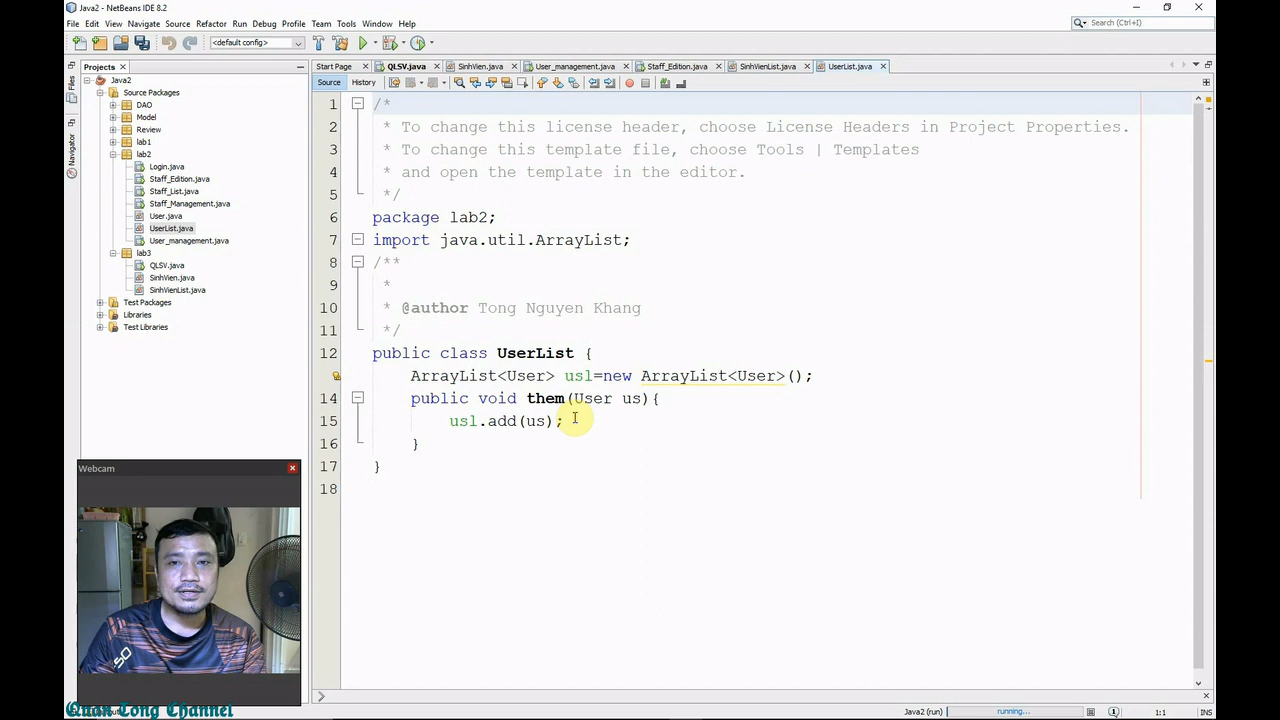 Java2 - NetBeans IDE 8.2
File Edit View Navigate Source Refactor Run Debug Profile Team Tools Window Help
Search (Ctrl+I)
<default config>
Projects
Start Page
QLSV.java
SinhVien.java
User_management.java
Staff_Edition.java
SinhVienList.java
UserList.java
Files
Navigator
Java2
Source Packages
DAO
Model
Review
lab1
lab2
Login.java
Staff_Edition.java
Staff_List.java
Staff_Management.java
User.java
UserList.java
User_management.java
lab3
QLSV.java
SinhVien.java
SinhVienList.java
Test Packages
Libraries
Test Libraries
Source History
1 /*
2 * To change this license header, choose License Headers in Project Properties.
3 * To change this template file, choose Tools | Templates
4 * and open the template in the editor.
5 */
6 package lab2;
7 import java.util.ArrayList;
8 /**
9 *
10 * @author Tong Nguyen Khang
11 */
12 public class UserList {
ArrayList<User> usl=new ArrayList<User>();
14 public void them(User us){
15 usl.add(us);
16 }
17 }
18
Webcam
SO
Quan Tong Channel
Java2 (run)
running...
1
1:1
INS